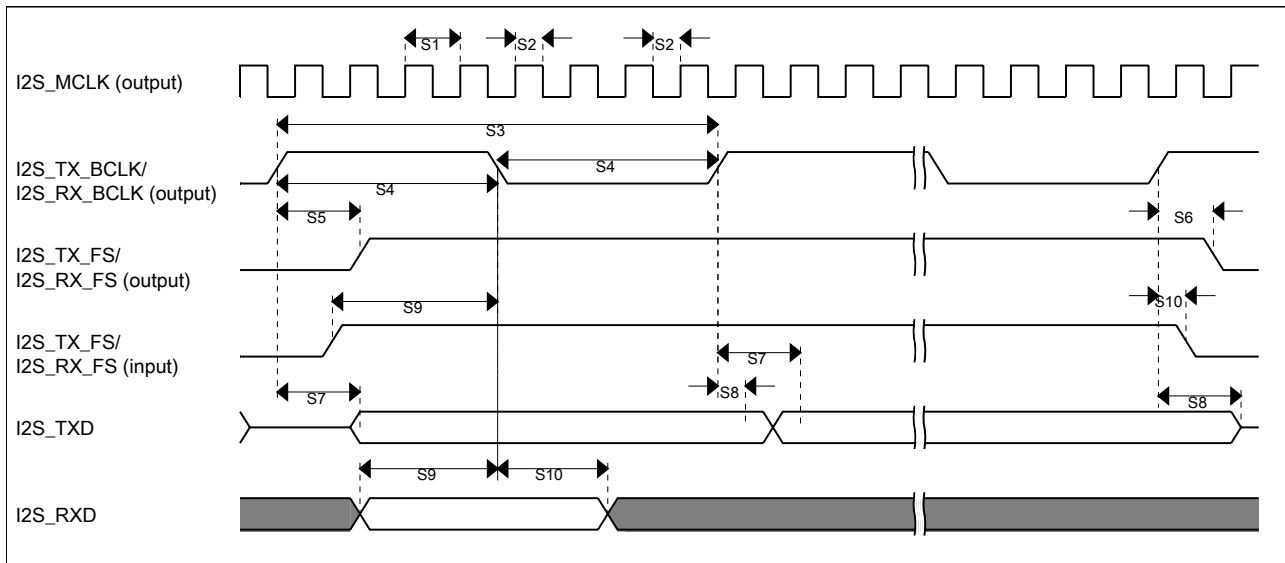 S1
S2
S2
I2S_MCLK (output)
S3
I2S_TX_BCLK/
I2S_RX_BCLK (output)
S4
S4
S5
S6
I2S_TX_FS/
I2S_RX_FS (output)
S9
S10
I2S_TX_FS/
I2S_RX_FS (input)
S7
S7
S8
S8
I2S_TXD
S9
S10
I2S_RXD